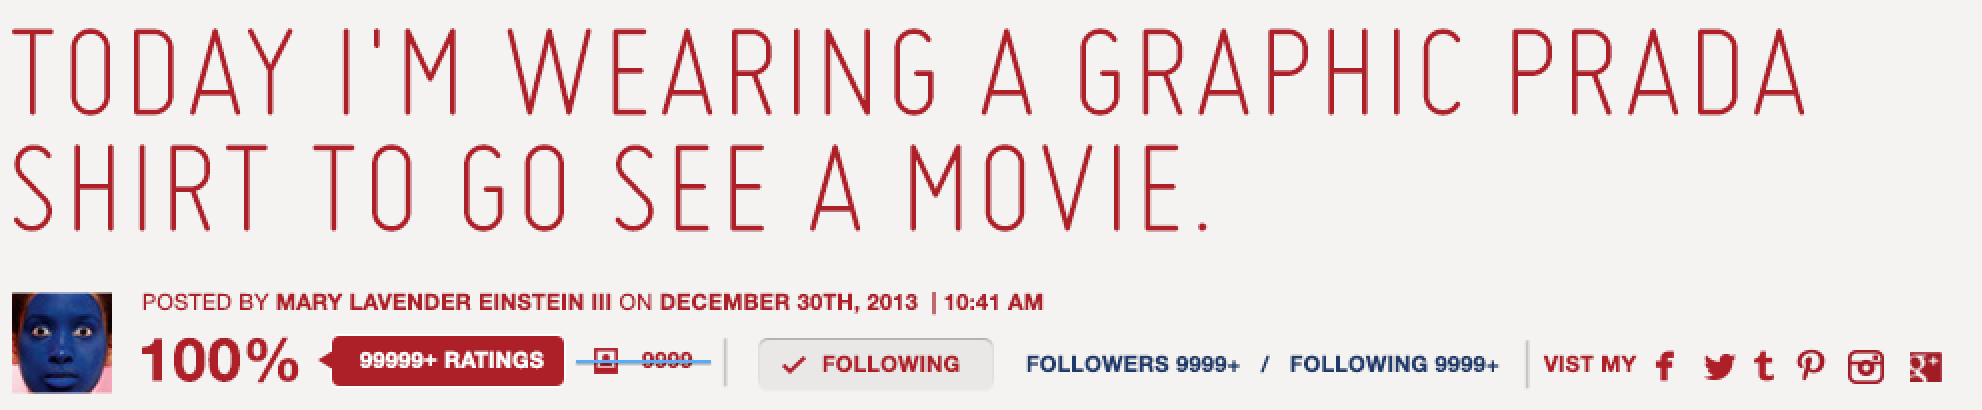 TODAY I'M WEARING A GRAPHIC PRADA
SHIRT TO GO SEE A MOVIE.
POSTED BY MARY LAVENDER EINSTEIN III ON DECEMBER 30TH, 2013 | 10:41 AM
100% 99999+ RATINGS 9999 FOLLOWING FOLLOWERS 9999+ / FOLLOWING 9999+ VIST MY